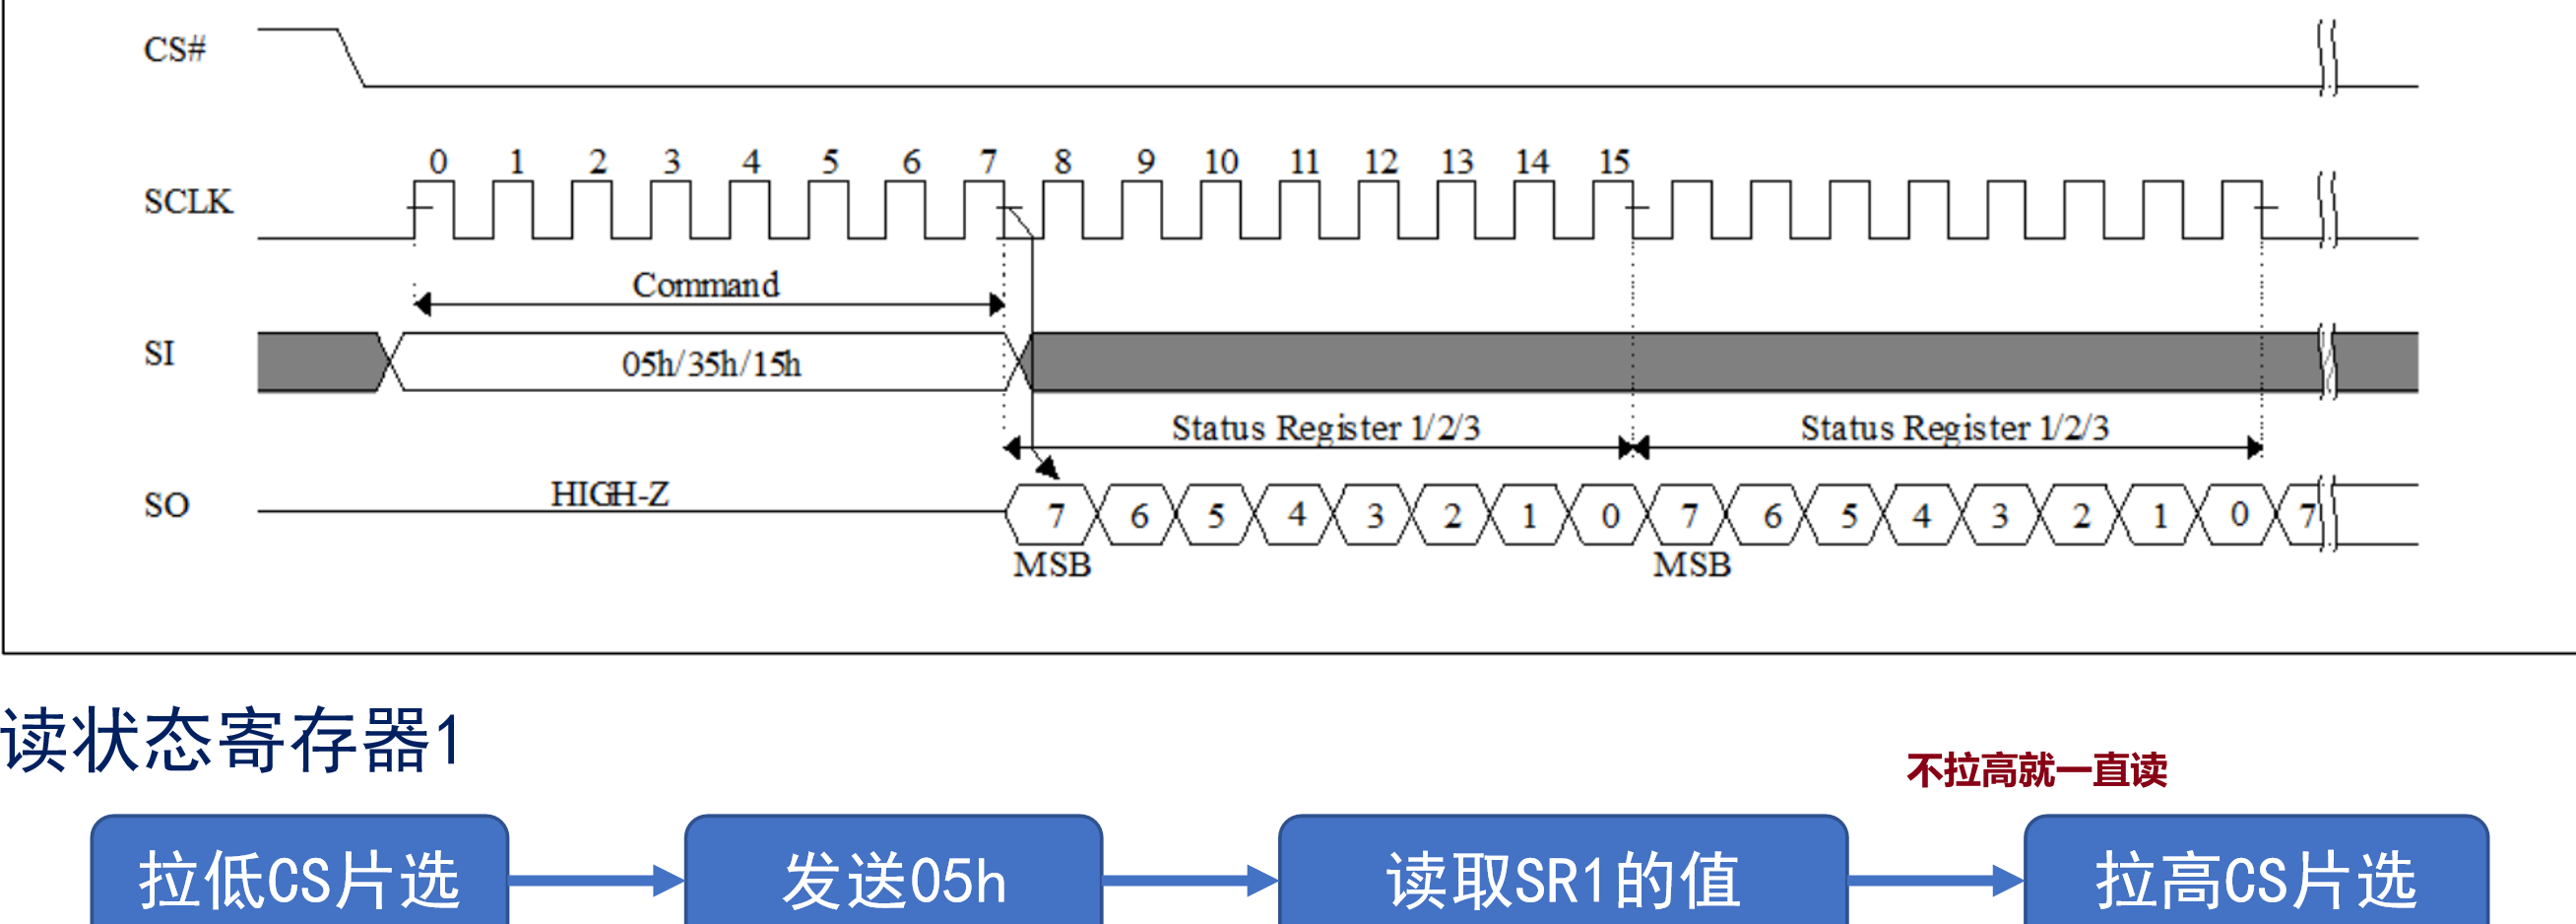 CS#
0 1 2 3 4 5 6 7 8 9 10 11 12 13 14 15
SCLK
Command
SI
05h/35h/15h
Status Register 1/2/3 Status Register 1/2/3
SO
HIGH-Z
7 6 5 4 3 2 1 0 7 6 5 4 3 2 1 0 7
MSB MSB
读状态寄存器1
不拉高就一直读
拉低CS片选 发送05h 读取SR1的值 拉高CS片选